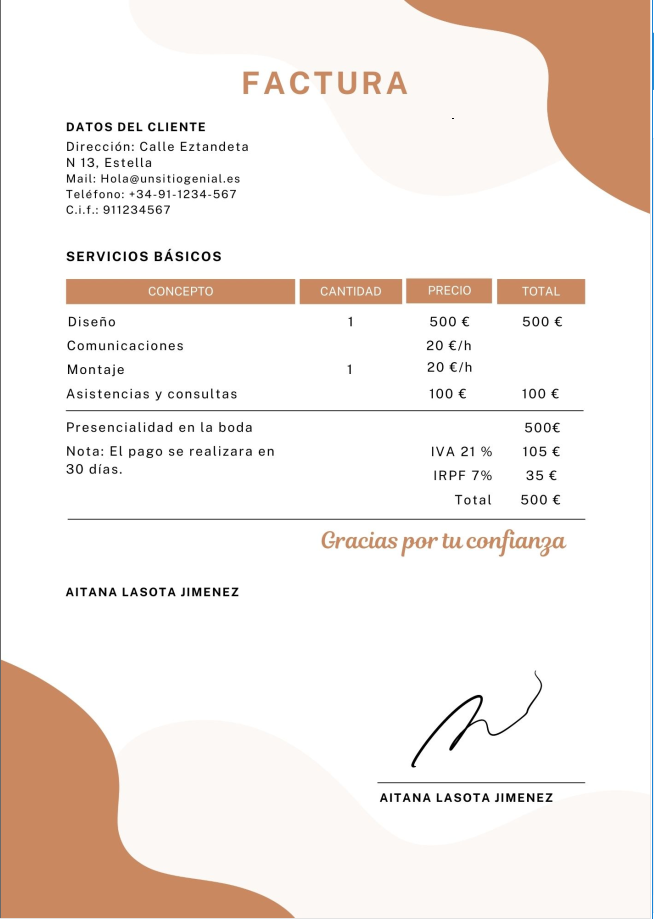 FACTURA
DATOS DEL CLIENTE
Dirección: Calle Eztandeta
N 13, Estella
Mail: Hola@unsitiogenial.es
Teléfono: +34-91-1234-567
C.i.f.: 911234567
SERVICIOS BÁSICOS
CONCEPTO CANTIDAD PRECIO TOTAL
Diseño 1 500 € 500 €
Comunicaciones 20 €/h
Montaje 1 20 €/h
Asistencias y consultas 100 € 100 €
Presencialidad en la boda 500€
Nota: El pago se realizara en IVA 21 % 105 €
30 días.
IRPF 7% 35 €
Total 500 €
Gracias por tu confianza
AITANA LASOTA JIMENEZ
AITANA LASOTA JIMENEZ